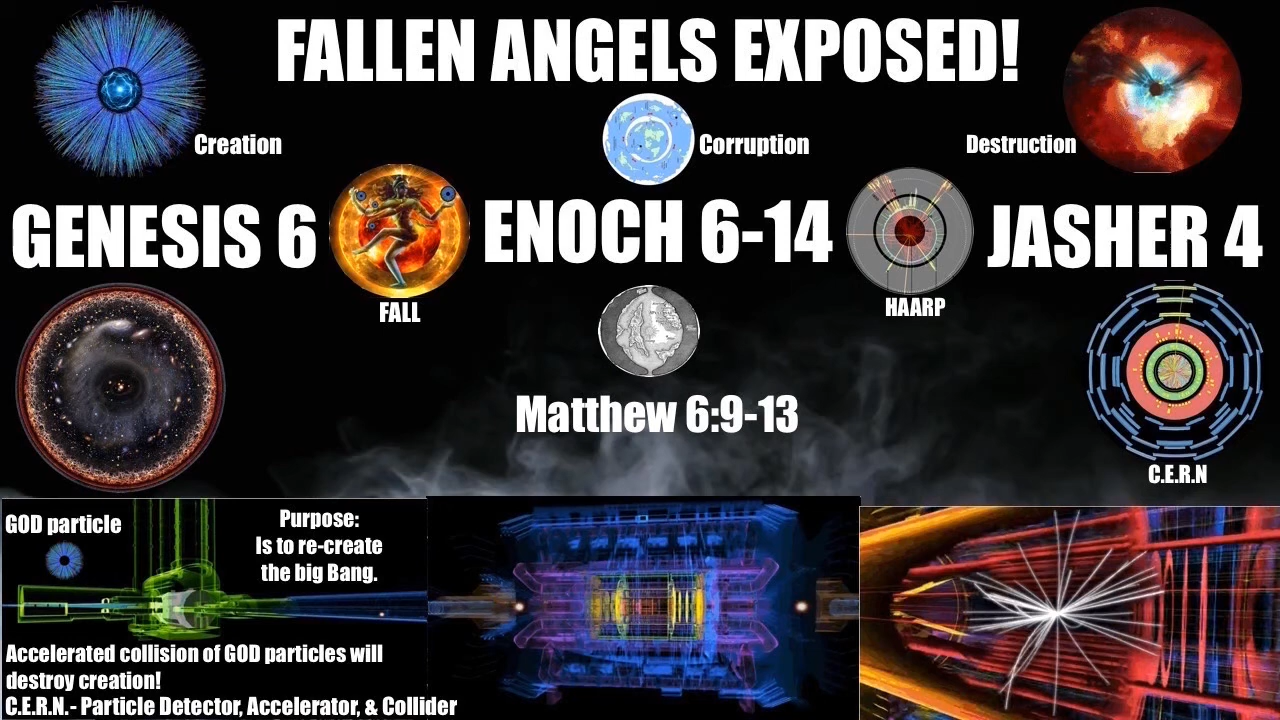 FALLEN ANGELS EXPOSED!
Creation
Corruption
Destruction
GENESIS 6
ENOCH 6-14
JASHER 4
FALL
HAARP
Matthew 6:9-13
C.E.R.N
GOD particle
Purpose:
Is to re-create
the big Bang.
Accelerated collision of GOD particles will
destroy creation!
C.E.R.N.- Particle Detector, Accelerator, & Collider